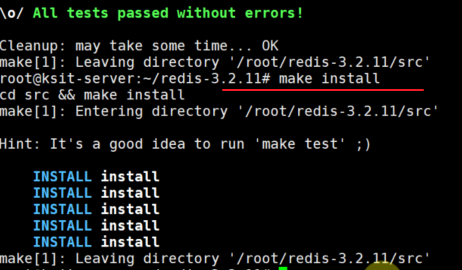 \o/ All tests passed without errors!
Cleanup: may take some time... OK
make[1]: Leaving directory '/root/redis-3.2.11/src'
root@ksit-server:~/redis-3.2.11# make install
cd src && make install
make[1]: Entering directory '/root/redis-3.2.11/src'
Hint: It's a good idea to run 'make test' ;)
INSTALL install
INSTALL install
INSTALL install
INSTALL install
INSTALL install
make[1]: Leaving directory '/root/redis-3.2.11/src'